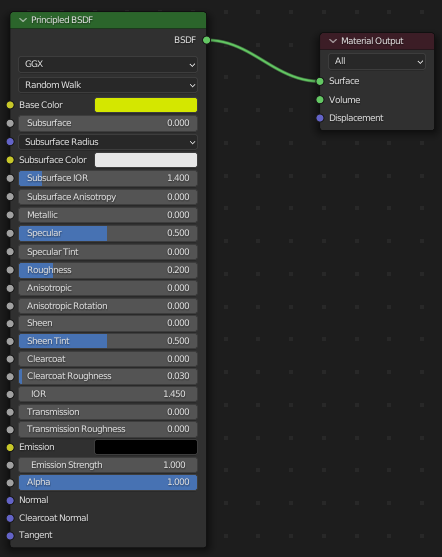 Principled BSDF
BSDF
GGX
Random Walk
Base Color
Subsurface 0.000
Subsurface Radius
Subsurface Color
Subsurface IOR 1.400
Subsurface Anisotropy 0.000
Metallic 0.000
Specular 0.500
Specular Tint 0.000
Roughness 0.200
Anisotropic 0.000
Anisotropic Rotation 0.000
Sheen 0.000
Sheen Tint 0.500
Clearcoat 0.000
Clearcoat Roughness 0.030
IOR 1.450
Transmission 0.000
Transmission Roughness 0.000
Emission
Emission Strength 1.000
Alpha 1.000
Normal
Clearcoat Normal
Tangent
Material Output
All
Surface
Volume
Displacement